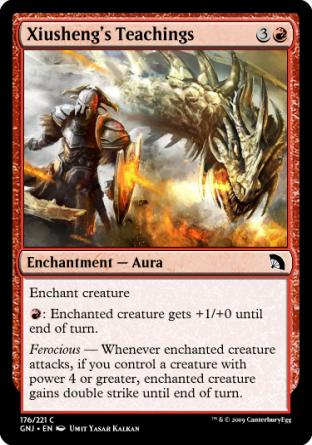 Xiusheng's Teachings 3
Enchantment — Aura
Enchant creature
: Enchanted creature gets +1/+0 until
end of turn.
Ferocious — Whenever enchanted creature
attacks, if you control a creature with
power 4 or greater, enchanted creature
gains double strike until end of turn.
176/221 C
GNJ • EN Umit Yasar Kalkan
™ & © 2019 CanterburyEgg